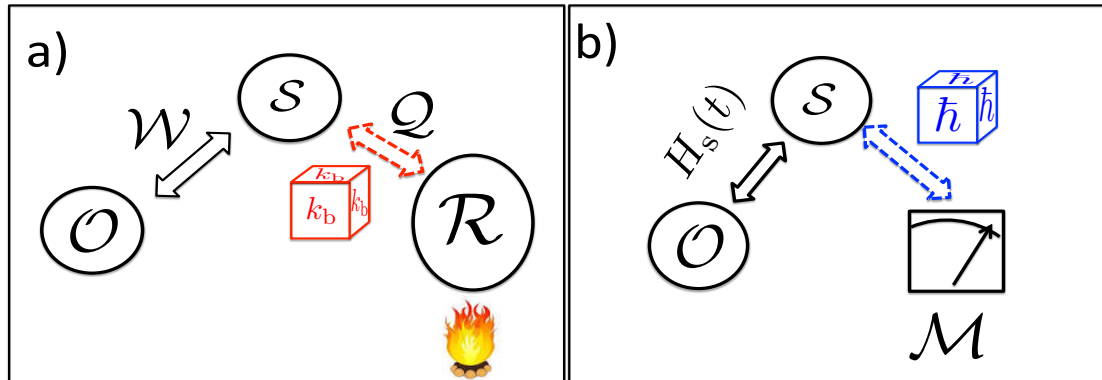 a)
𝒮
𝒲
𝒬
k_b
k_b
k_b
𝒪
ℛ
b)
𝒮
H_s(t)
ħ
ħ
ħ
𝒪
ℳ